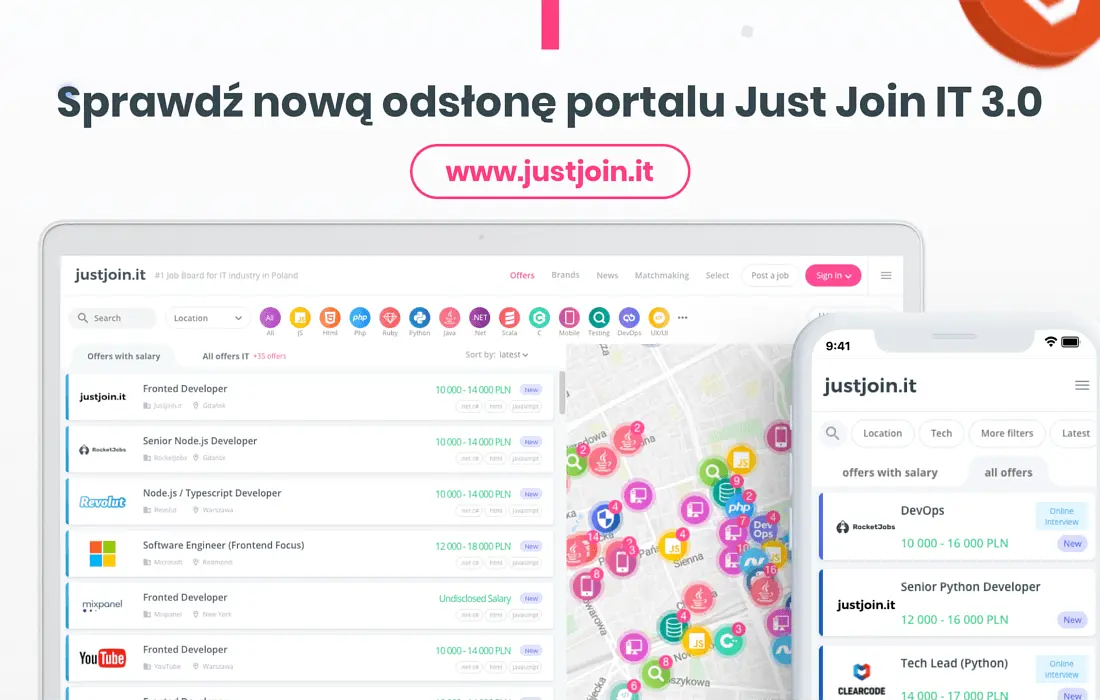 Sprawdź nową odsłonę portalu Just Join IT 3.0
www.justjoin.it
justjoin.it #1 Job Board for IT industry in Poland Offers Brands News Matchmaking Select Post a job Sign in
Search Location All JS Html Php Ruby Python Java .Net Scala C Mobile Testing DevOps UX/UI
Offers with salary All offers IT +35 offers Sort by: latest
justjoin.it Fronted Developer 10 000 - 14 000 PLN New
JustJoin.it Gdańsk .net c# html javascript
RocketJobs Senior Node.js Developer 10 000 - 14 000 PLN New
RocketJobs Gdańsk .net c# html javascript
Revolut Node.js / Typescript Developer 10 000 - 14 000 PLN New
Revolut Warszawa .net c# html javascript
Software Engineer (Frontend Focus) 12 000 - 18 000 PLN New
Microsoft Redmond .net c# html javascript
mixpanel Fronted Developer Undisclosed Salary New
Mixpanel New York .net c# html javascript
YouTube Fronted Developer 10 000 - 14 000 PLN New
YouTube Warszawa .net c# html javascript
9:41
justjoin.it
Location Tech More filters Latest
offers with salary all offers
RocketJobs DevOps Online Interview
10 000 - 16 000 PLN New
justjoin.it Senior Python Developer
12 000 - 16 000 PLN New
CLEARCODE Tech Lead (Python) Online Interview
14 000 - 17 000 PLN New